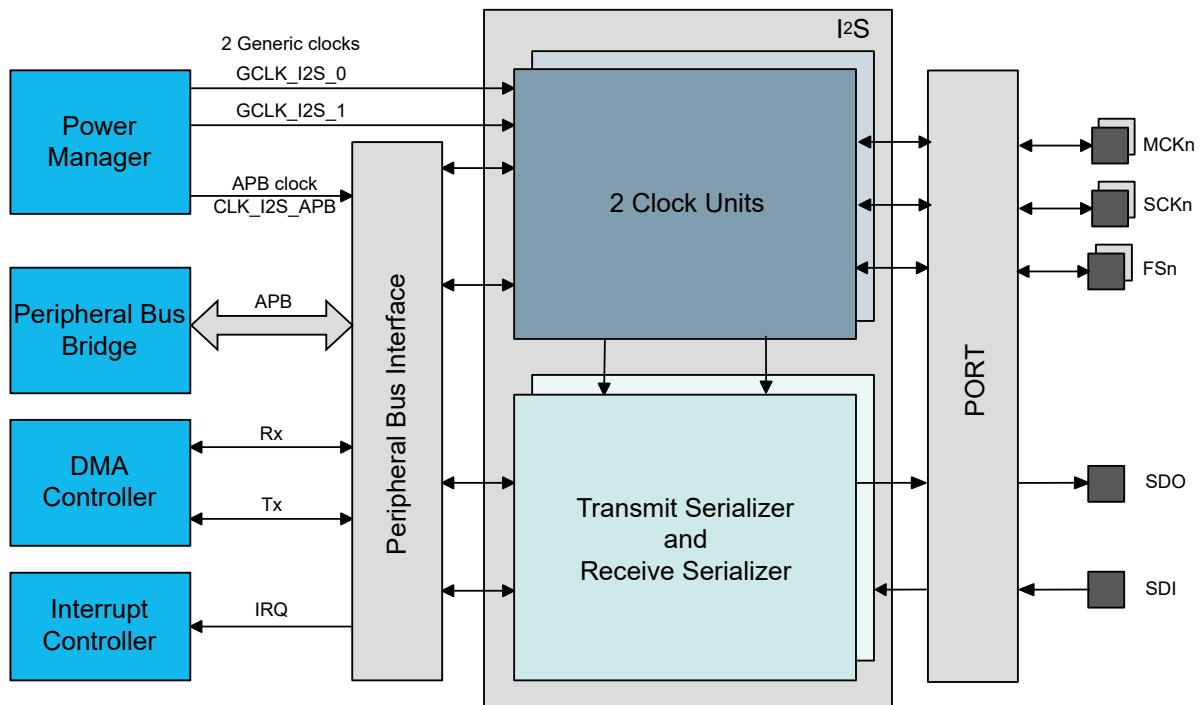 I2S
2 Generic clocks
GCLK_I2S_0
GCLK_I2S_1
Power
Manager
APB clock
CLK_I2S_APB
Peripheral Bus
Bridge
APB
DMA
Controller
Rx
Tx
Interrupt
Controller
IRQ
Peripheral Bus Interface
2 Clock Units
Transmit Serializer
and
Receive Serializer
PORT
MCKn
SCKn
FSn
SDO
SDI